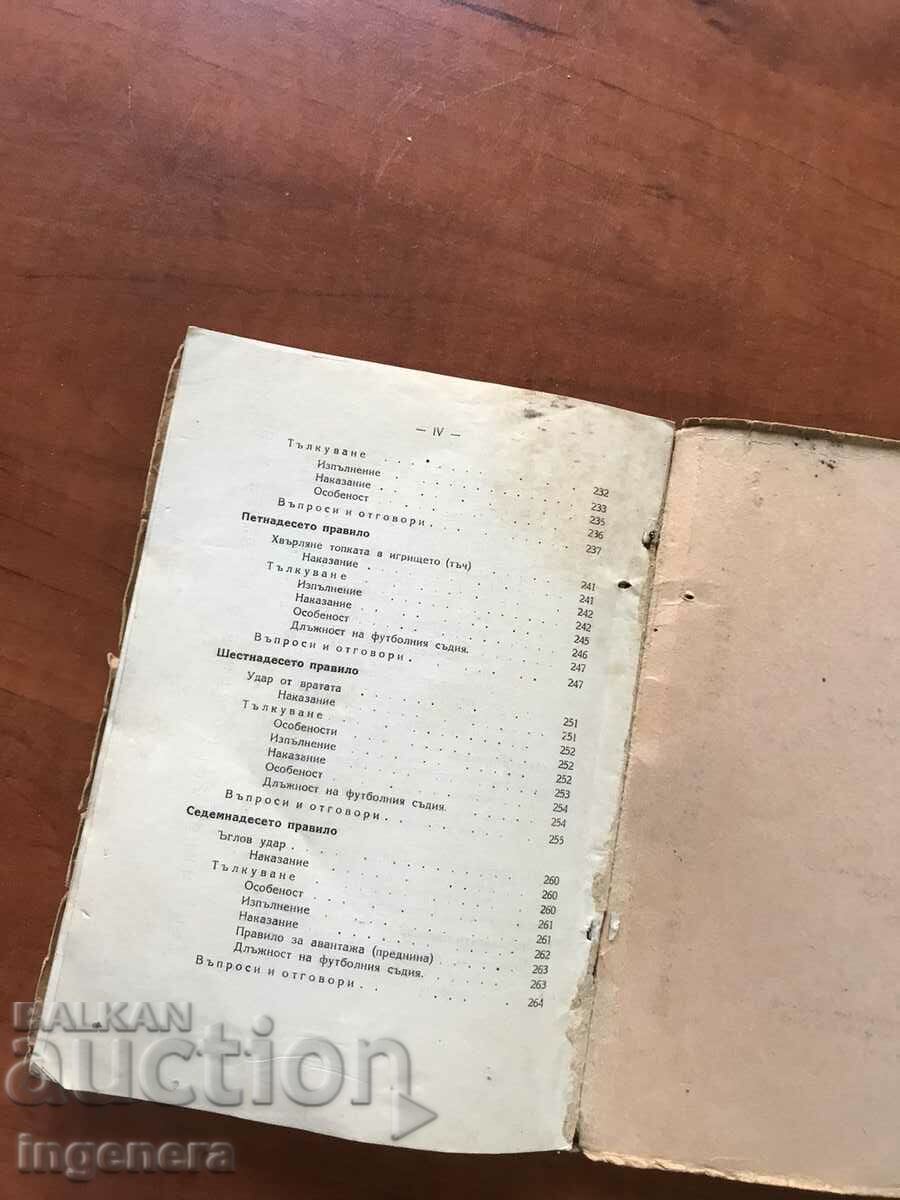 — IV —
Тълкуване . . . . . . 232
Изпълнение . . . . . . 233
Наказание . . . . . . 235
Особеност . . . . . . 236
Въпроси и отговори . . . . . . 237
Петнадесето правило
Хвърляне топката в игрището (тъч) . . . . . . 241
Наказание . . . . . . 241
Тълкуване . . . . . . 242
Изпълнение . . . . . . 242
Наказание . . . . . . 245
Особеност . . . . . . 246
Длъжност на футболния съдия . . . . . . 247
Въпроси и отговори . . . . . . 247
Шестнадесето правило
Удар от вратата . . . . . . 251
Наказание . . . . . . 251
Тълкуване . . . . . . 252
Особености . . . . . . 252
Изпълнение . . . . . . 252
Наказание . . . . . . 253
Особеност . . . . . . 254
Длъжност на футболния съдия . . . . . . 254
Въпроси и отговори . . . . . . 255
Седемнадесето правило
Ъглов удар . . . . . . 260
Наказание . . . . . . 260
Тълкуване . . . . . . 260
Особеност . . . . . . 261
Изпълнение . . . . . . 261
Наказание . . . . . . 262
Правило за авантажа (преднина) . . . . . . 263
Длъжност на футболния съдия . . . . . . 263
Въпроси и отговори . . . . . . 264
BALKAN
auction
ingenera